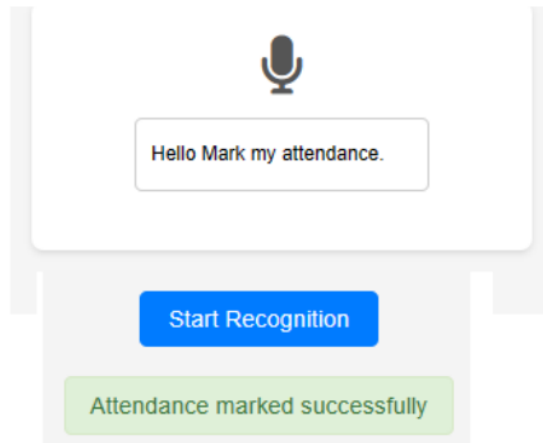 Hello Mark my attendance.
Start Recognition
Attendance marked successfully